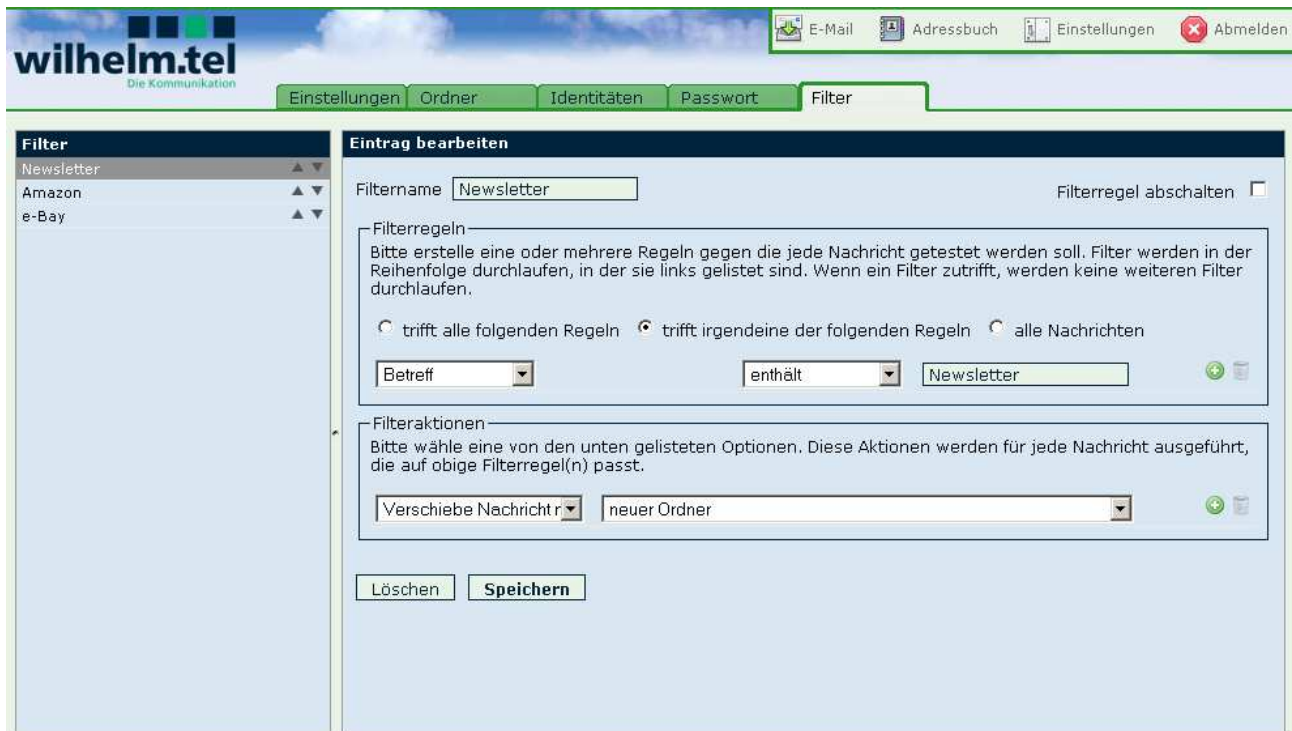 wilhelm.tel
Die Kommunikation
E-Mail Adressbuch Einstellungen Abmelden
Einstellungen Ordner Identitäten Passwort Filter
Filter
Newsletter
Amazon
e-Bay
Eintrag bearbeiten
Filtername Newsletter Filterregel abschalten
Filterregeln
Bitte erstelle eine oder mehrere Regeln gegen die jede Nachricht getestet werden soll. Filter werden in der
Reihenfolge durchlaufen, in der sie links gelistet sind. Wenn ein Filter zutrifft, werden keine weiteren Filter
durchlaufen.
trifft alle folgenden Regeln trifft irgendeine der folgenden Regeln alle Nachrichten
Betreff enthält Newsletter
Filteraktionen
Bitte wähle eine von den unten gelisteten Optionen. Diese Aktionen werden für jede Nachricht ausgeführt,
die auf obige Filterregel(n) passt.
Verschiebe Nachricht r neuer Ordner
Löschen Speichern